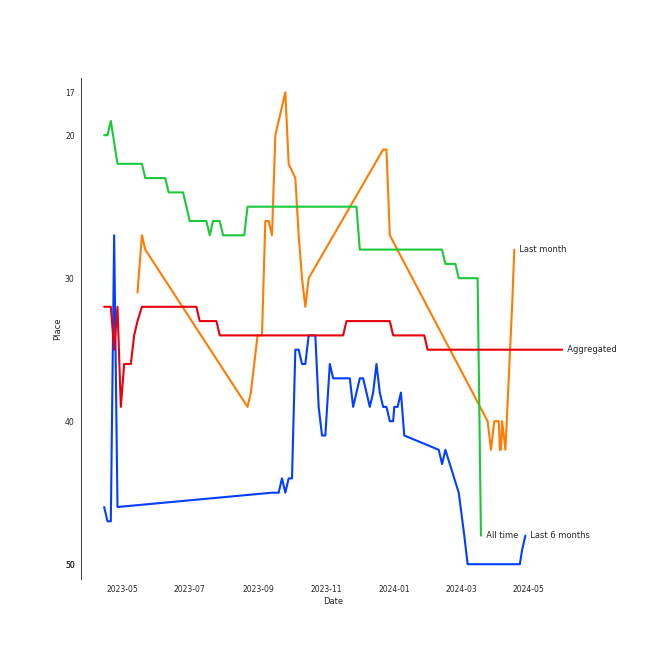 17
20
30
40
50
Place
Last month
Aggregated
All time
Last 6 months
2023-05
2023-07
2023-09
2023-11
2024-01
2024-03
2024-05
Date